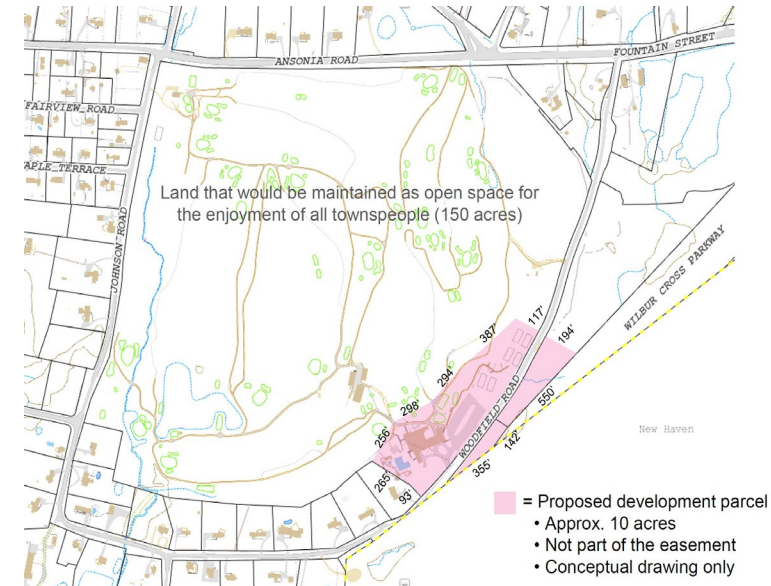 ANSONIA ROAD
FOUNTAIN STREET
FAIRVIEW ROAD
APLE TERRACE
Land that would be maintained as open space for
the enjoyment of all townspeople (150 acres)
JOHNSON ROAD
WILBUR CROSS PARKWAY
387'
117'
194'
294'
298'
256'
265'
93'
WOODFIELD ROAD
550'
142'
355'
New Haven
= Proposed development parcel
• Approx. 10 acres
• Not part of the easement
• Conceptual drawing only